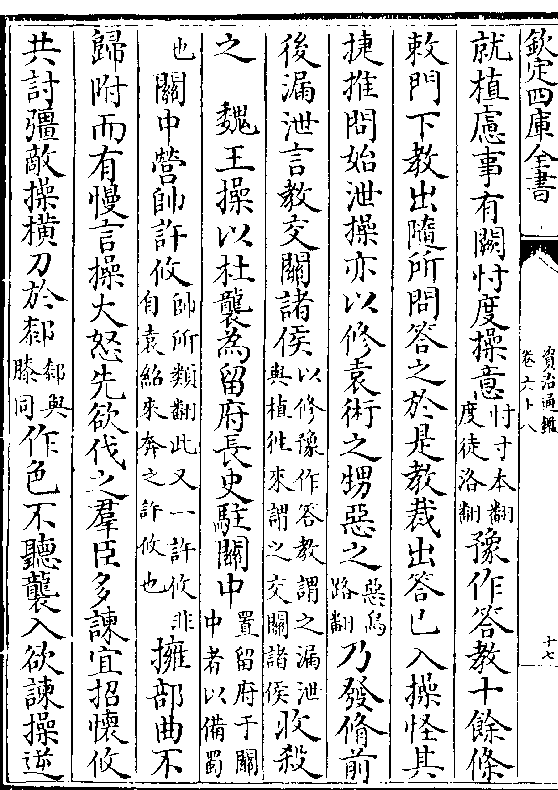 欽定四庫全書
資治通鑑
卷六十八
十七
就植慮事有闕忖度操意忖寸本翻度徒洛翻豫作答教十餘條
敕門下教出隨所問答之於是教裁出答已入操怪其
捷推問始泄操亦以修袁術之甥惡之惡烏路翻乃發脩前
後漏泄言教交關諸侯以修豫作答教謂之漏泄與植往來謂之交關諸侯收殺
之 魏王操以杜襲為留府長史駐關中置留府于關中者以備蜀
也關中營帥許攸帥所類翻此又一許攸非自袁紹來奔之許攸也擁部曲不
歸附而有慢言操大怒先欲伐之羣臣多諫宜招懷攸
共討彊敵操橫刀於䣛䣛與膝同作色不聽襲入欲諫操逆